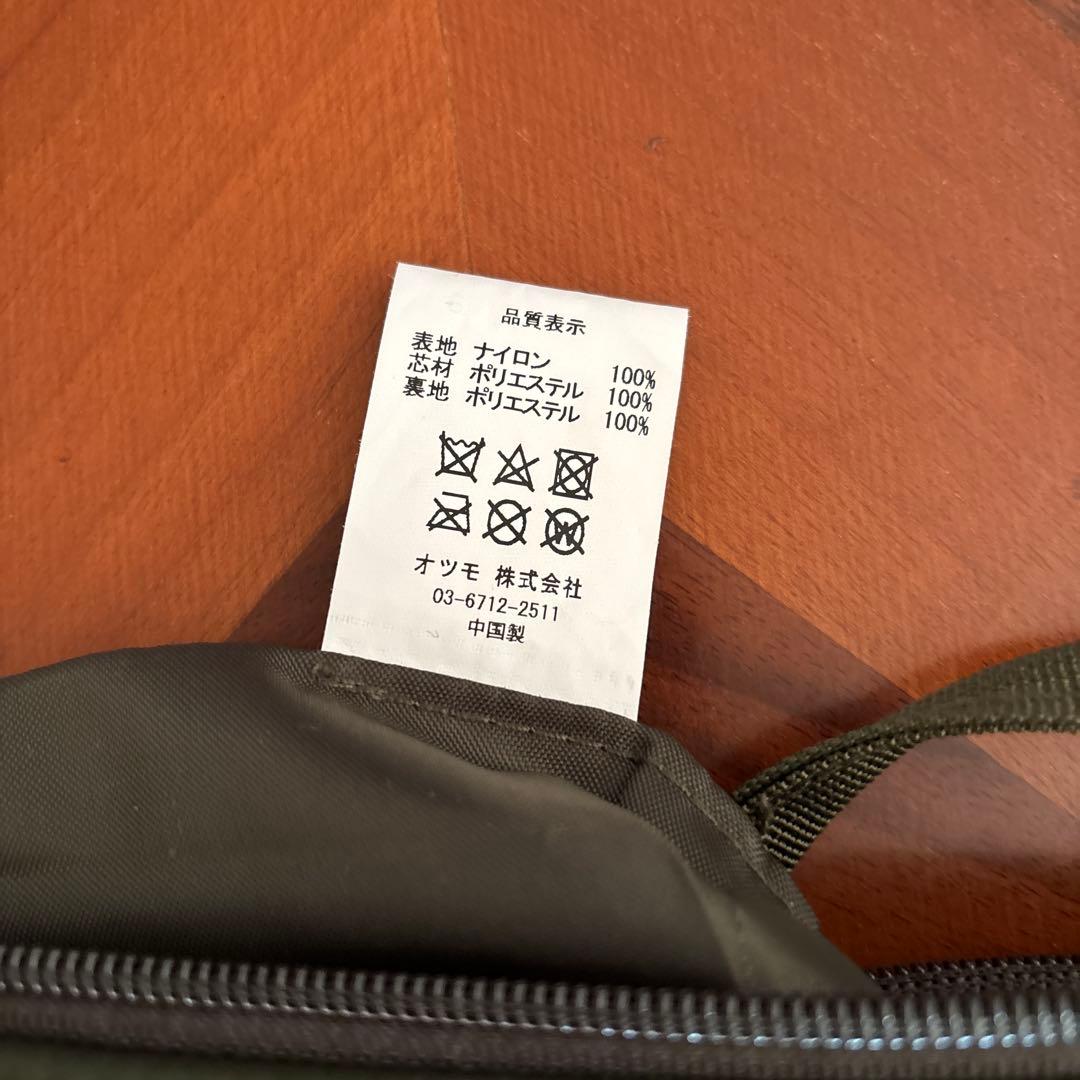 品質表示
表地 ナイロン 100%
芯材 ポリエステル 100%
裏地 ポリエステル 100%
W
オツモ 株式会社
03-6712-2511
中国製